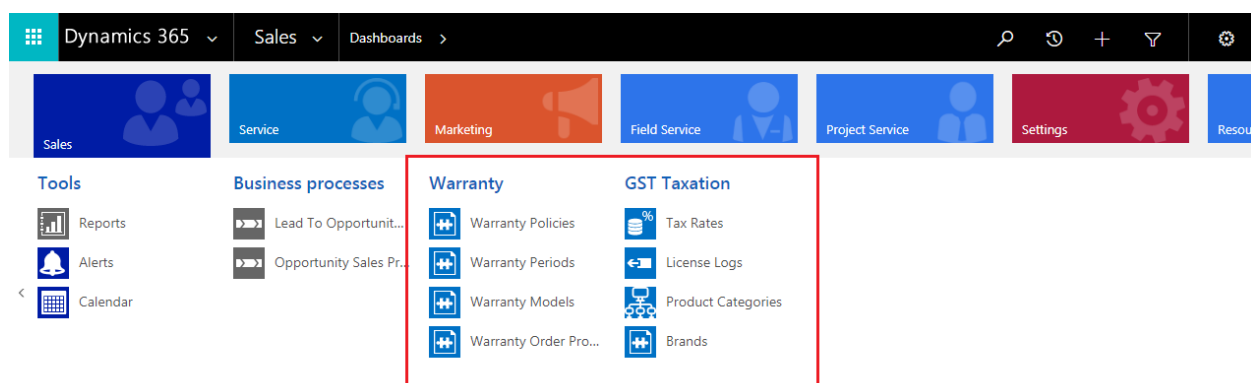 Dynamics 365 Sales Dashboards
Sales
Service
Marketing
Field Service
Project Service
Settings
Resou
Tools
Reports
Alerts
Calendar
Business processes
Lead To Opportunit...
Opportunity Sales Pr...
Warranty
Warranty Policies
Warranty Periods
Warranty Models
Warranty Order Pro...
GST Taxation
% Tax Rates
License Logs
Product Categories
Brands